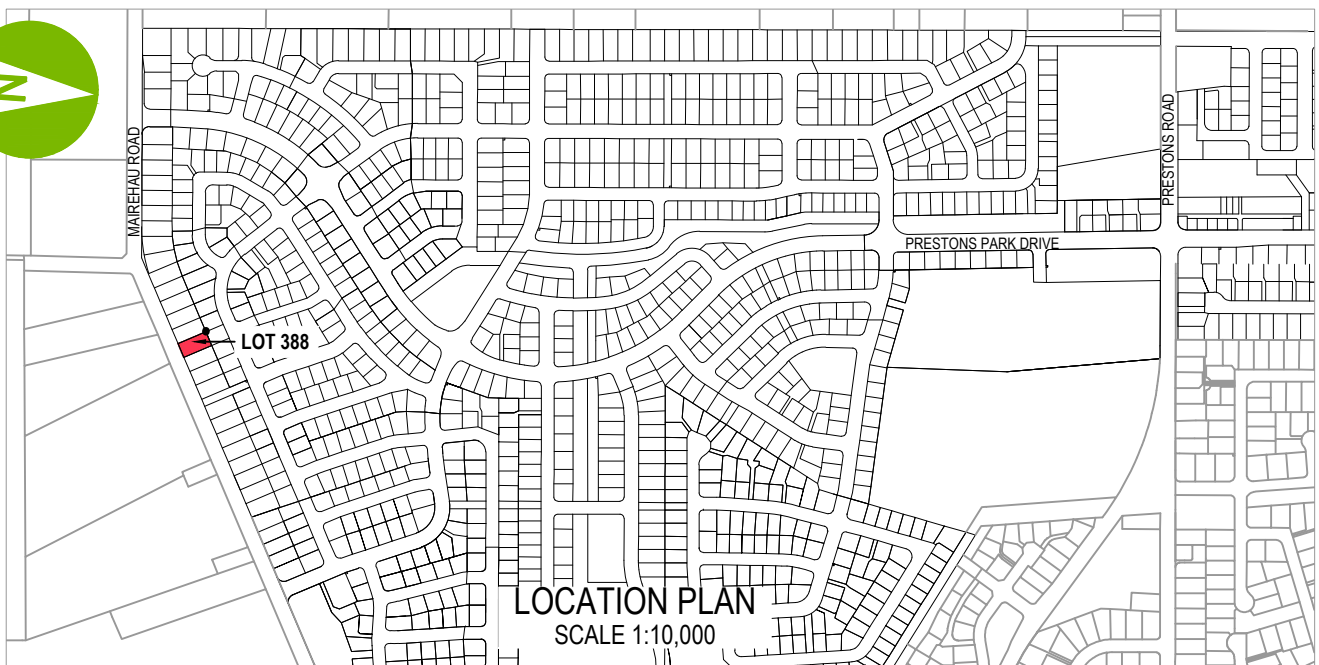 N
MAIREHAU ROAD
PRESTONS ROAD
PRESTONS PARK DRIVE
LOT 388
LOCATION PLAN
SCALE 1:10,000